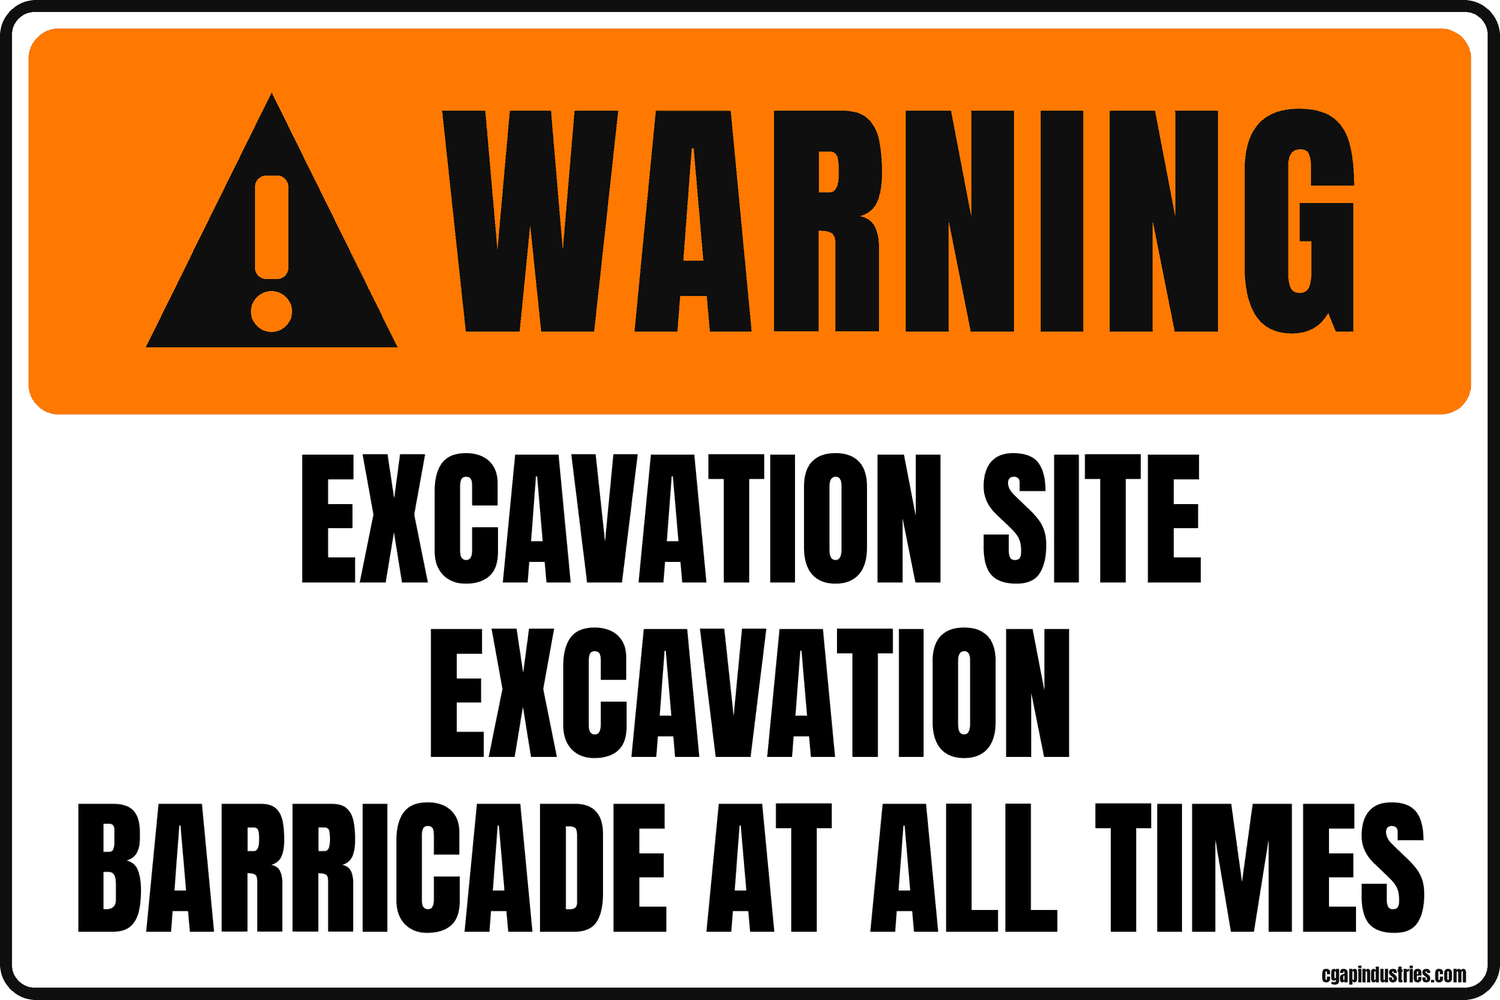 WARNING
EXCAVATION SITE
EXCAVATION
BARRICADE AT ALL TIMES
cgapindustries.com